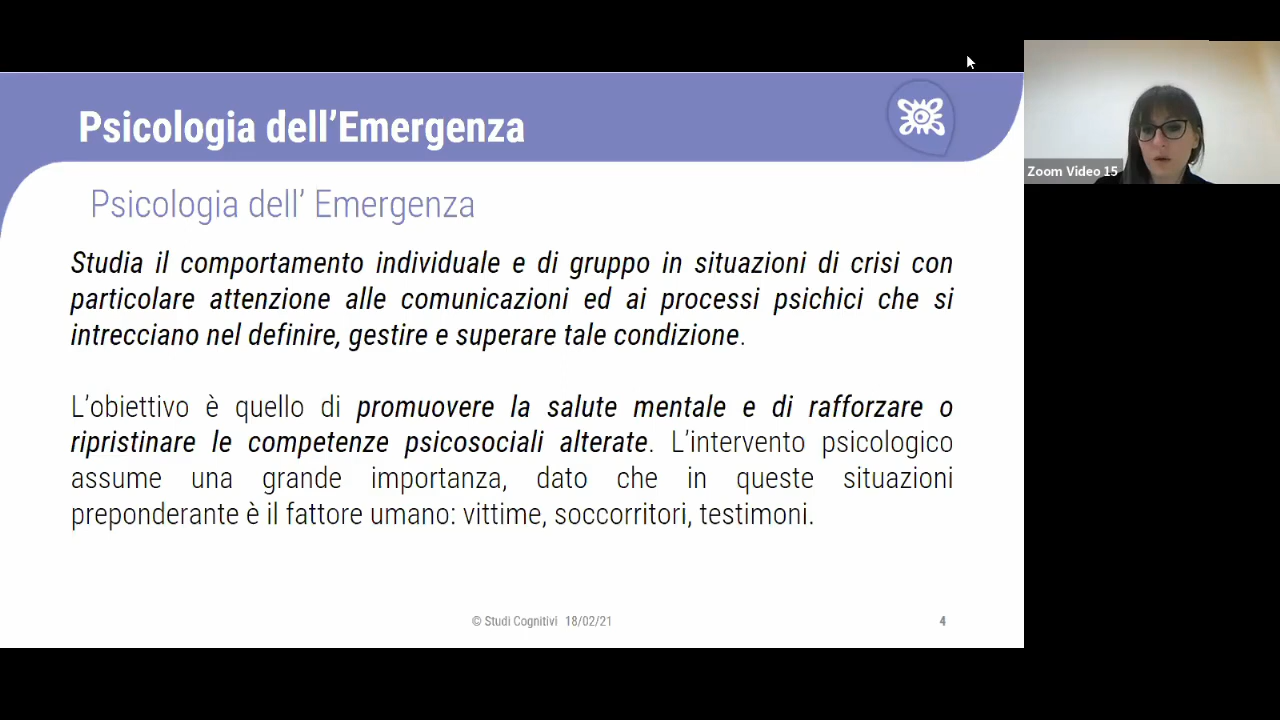 Psicologia dell'Emergenza
Psicologia dell' Emergenza
Studia il comportamento individuale e di gruppo in situazioni di crisi con
particolare attenzione alle comunicazioni ed ai processi psichici che si
intrecciano nel definire, gestire e superare tale condizione.
L'obiettivo è quello di promuovere la salute mentale e di rafforzare o
ripristinare le competenze psicosociali alterate. L'intervento psicologico
assume una grande importanza, dato che in queste situazioni
preponderante è il fattore umano: vittime, soccorritori, testimoni.
© Studi Cognitivi 18/02/21
4
Zoom Video 15